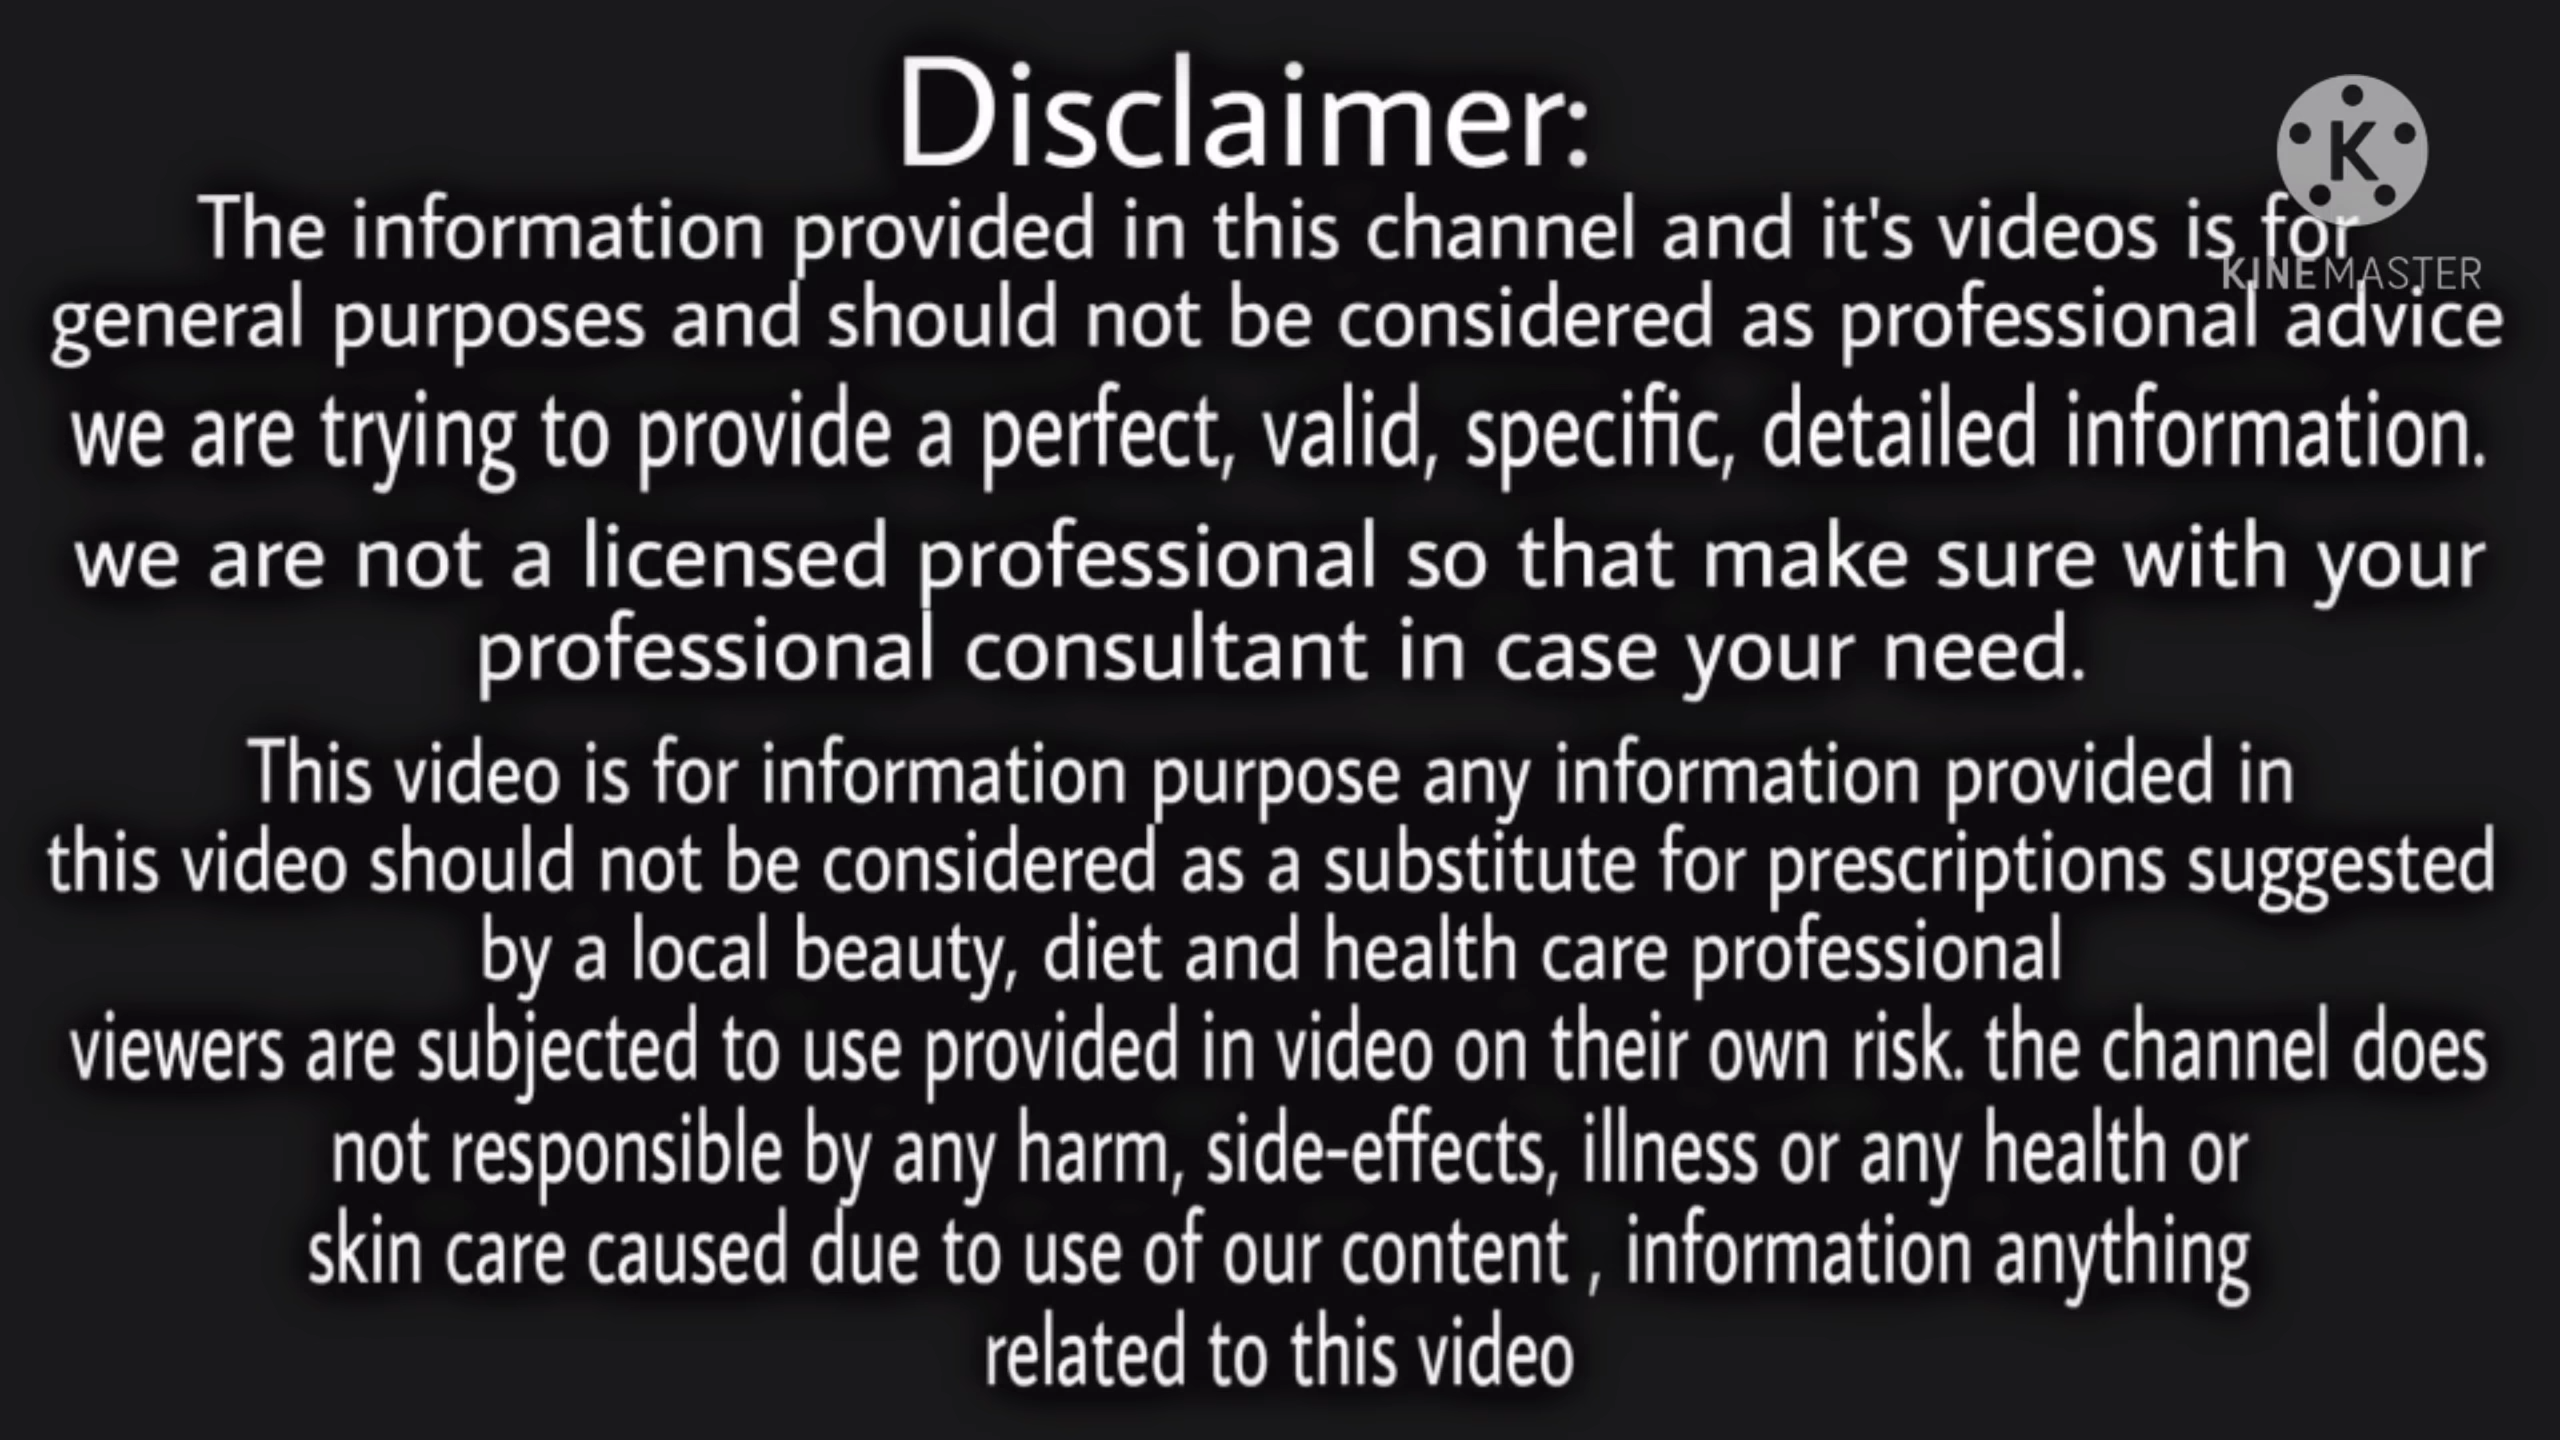 Disclaimer:
The information provided in this channel and it's videos is for
general purposes and should not be considered as professional advice
we are trying to provide a perfect, valid, specific, detailed information.
we are not a licensed professional so that make sure with your
professional consultant in case your need.
This video is for information purpose any information provided in
this video should not be considered as a substitute for prescriptions suggested
by a local beauty, diet and health care professional
viewers are subjected to use provided in video on their own risk. the channel does
not responsible by any harm, side-effects, illness or any health or
skin care caused due to use of our content , information anything
related to this video
K
KINEMASTER